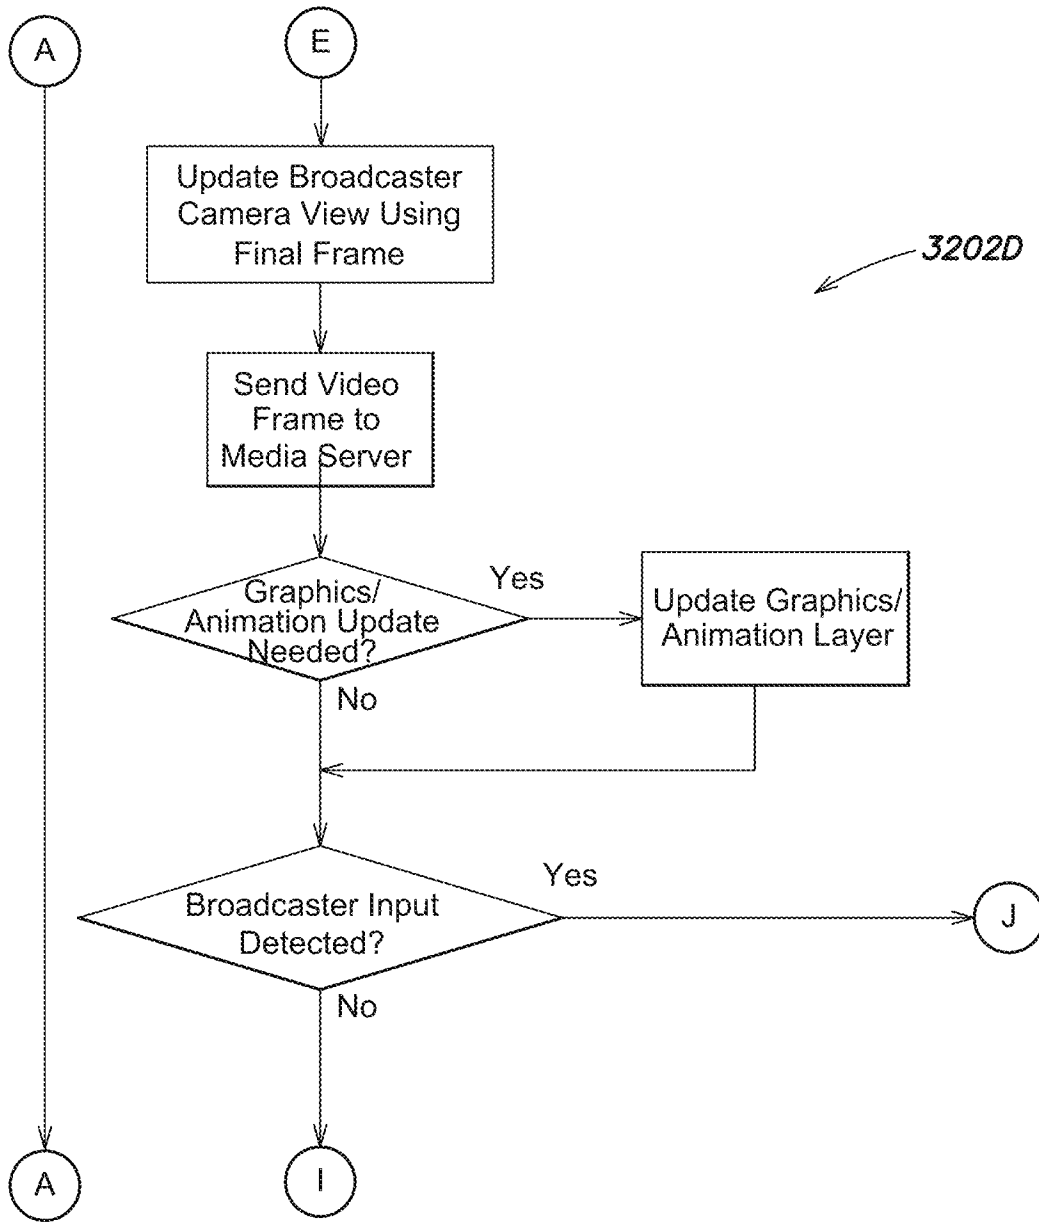 A
E
Update Broadcaster
Camera View Using
Final Frame
3202D
Send Video
Frame to
Media Server
Graphics/
Animation Update
Needed?
Yes
Update Graphics/
Animation Layer
No
Broadcaster Input
Detected?
Yes
J
No
A
I